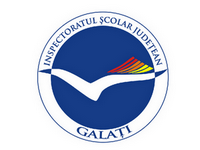 INSPECTORATUL ŞCOLAR JUDEŢEAN
GALAŢI